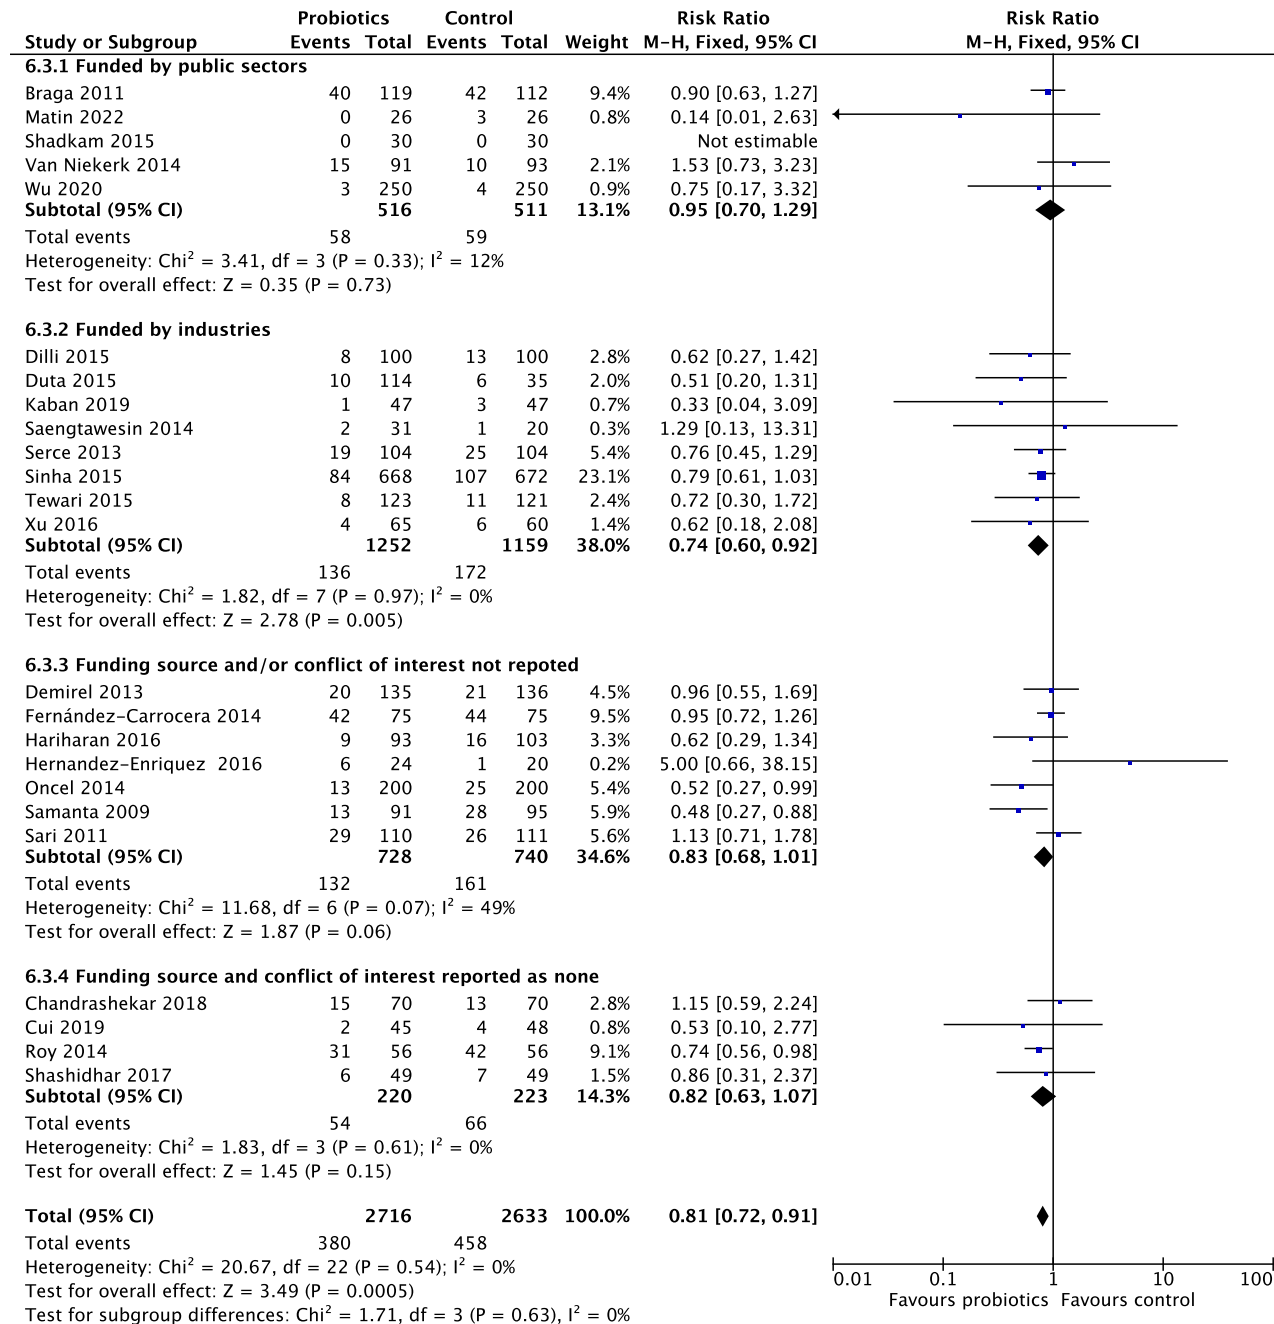 Probiotics Control Risk Ratio Risk Ratio
Study or Subgroup Events Total Events Total Weight M-H, Fixed, 95% CI M-H, Fixed, 95% CI
6.3.1 Funded by public sectors
Braga 2011 40 119 42 112 9.4% 0.90 [0.63, 1.27]
Matin 2022 0 26 3 26 0.8% 0.14 [0.01, 2.63]
Shadkam 2015 0 30 0 30 Not estimable
Van Niekerk 2014 15 91 10 93 2.1% 1.53 [0.73, 3.23]
Wu 2020 3 250 4 250 0.9% 0.75 [0.17, 3.32]
Subtotal (95% CI) 516 511 13.1% 0.95 [0.70, 1.29]
Total events 58 59
Heterogeneity: Chi² = 3.41, df = 3 (P = 0.33); I² = 12%
Test for overall effect: Z = 0.35 (P = 0.73)
6.3.2 Funded by industries
Dilli 2015 8 100 13 100 2.8% 0.62 [0.27, 1.42]
Duta 2015 10 114 6 35 2.0% 0.51 [0.20, 1.31]
Kaban 2019 1 47 3 47 0.7% 0.33 [0.04, 3.09]
Saengtawesin 2014 2 31 1 20 0.3% 1.29 [0.13, 13.31]
Serce 2013 19 104 25 104 5.4% 0.76 [0.45, 1.29]
Sinha 2015 84 668 107 672 23.1% 0.79 [0.61, 1.03]
Tewari 2015 8 123 11 121 2.4% 0.72 [0.30, 1.72]
Xu 2016 4 65 6 60 1.4% 0.62 [0.18, 2.08]
Subtotal (95% CI) 1252 1159 38.0% 0.74 [0.60, 0.92]
Total events 136 172
Heterogeneity: Chi² = 1.82, df = 7 (P = 0.97); I² = 0%
Test for overall effect: Z = 2.78 (P = 0.005)
6.3.3 Funding source and/or conflict of interest not repoted
Demirel 2013 20 135 21 136 4.5% 0.96 [0.55, 1.69]
Fernández-Carrocera 2014 42 75 44 75 9.5% 0.95 [0.72, 1.26]
Hariharan 2016 9 93 16 103 3.3% 0.62 [0.29, 1.34]
Hernandez-Enriquez 2016 6 24 1 20 0.2% 5.00 [0.66, 38.15]
Oncel 2014 13 200 25 200 5.4% 0.52 [0.27, 0.99]
Samanta 2009 13 91 28 95 5.9% 0.48 [0.27, 0.88]
Sari 2011 29 110 26 111 5.6% 1.13 [0.71, 1.78]
Subtotal (95% CI) 728 740 34.6% 0.83 [0.68, 1.01]
Total events 132 161
Heterogeneity: Chi² = 11.68, df = 6 (P = 0.07); I² = 49%
Test for overall effect: Z = 1.87 (P = 0.06)
6.3.4 Funding source and conflict of interest reported as none
Chandrashekar 2018 15 70 13 70 2.8% 1.15 [0.59, 2.24]
Cui 2019 2 45 4 48 0.8% 0.53 [0.10, 2.77]
Roy 2014 31 56 42 56 9.1% 0.74 [0.56, 0.98]
Shashidhar 2017 6 49 7 49 1.5% 0.86 [0.31, 2.37]
Subtotal (95% CI) 220 223 14.3% 0.82 [0.63, 1.07]
Total events 54 66
Heterogeneity: Chi² = 1.83, df = 3 (P = 0.61); I² = 0%
Test for overall effect: Z = 1.45 (P = 0.15)
Total (95% CI) 2716 2633 100.0% 0.81 [0.72, 0.91]
Total events 380 458
Heterogeneity: Chi² = 20.67, df = 22 (P = 0.54); I² = 0%
Test for overall effect: Z = 3.49 (P = 0.0005)
Test for subgroup differences: Chi² = 1.71, df = 3 (P = 0.63), I² = 0%
0.01 0.1 1 10 100
Favours probiotics Favours control